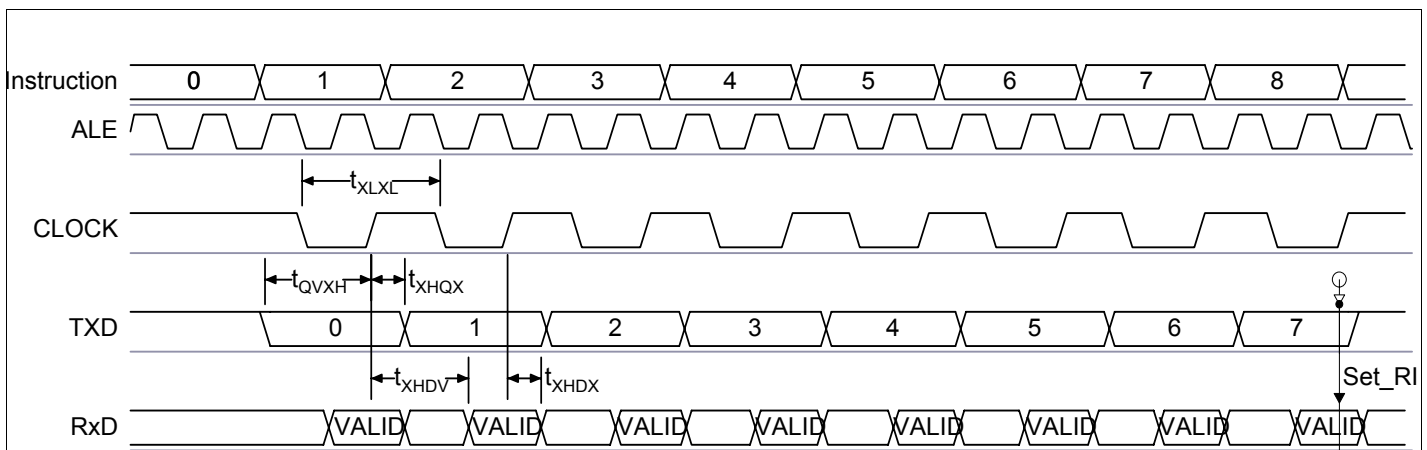 Instruction 0 1 2 3 4 5 6 7 8
ALE
tXLXL
CLOCK
tQVXH tXHQX
TXD 0 1 2 3 4 5 6 7
tXHDV tXHDX Set_RI
RxD VALID VALID VALID VALID VALID VALID VALID VALID